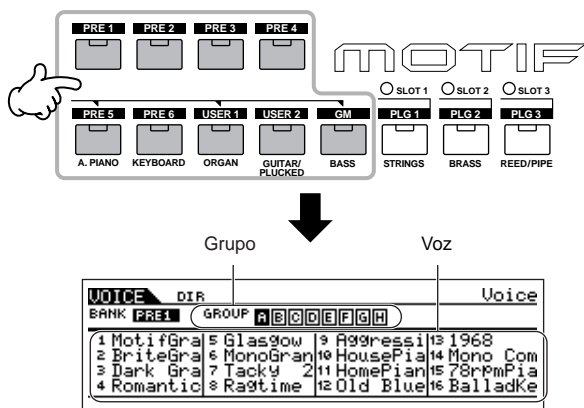 PRE 1 PRE 2 PRE 3 PRE 4
MOTIF
SLOT 1 SLOT 2 SLOT 3
PRE 5 PRE 6 USER 1 USER 2 GM PLG 1 PLG 2 PLG 3
A. PIANO KEYBOARD ORGAN GUITAR/ PLUCKED BASS STRINGS BRASS REED/PIPE
Grupo Voz
VOICE DIR Voice
BANK PRE1 GROUP A B C D E F G H
1 MotifGra 5 Glasgow 9 Aggressi 13 1968
2 BriteGra 6 MonoGran 10 HousePia 14 Mono Com
3 Dark Gra 7 Tacky 2 11 HomePian 15 78rpmPia
4 Romantic 8 Ragtime 12 Old Blue 16 BalladKe